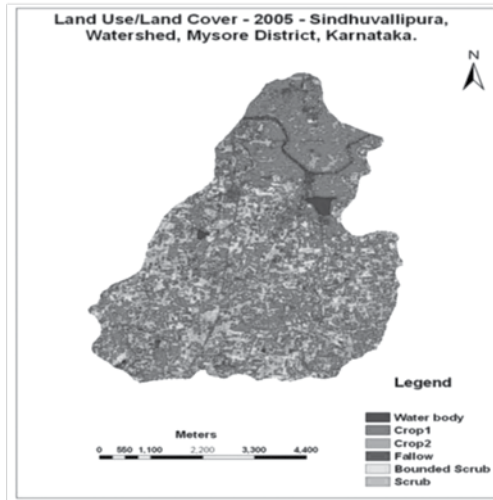 Land Use/Land Cover - 2005 - Sindhuvallipura,
Watershed, Mysore District, Karnataka.
N
Legend
Water body
Crop1
Crop2
Fallow
Bounded Scrub
Scrub
Meters
0 550 1,100 2,200 3,300 4,400